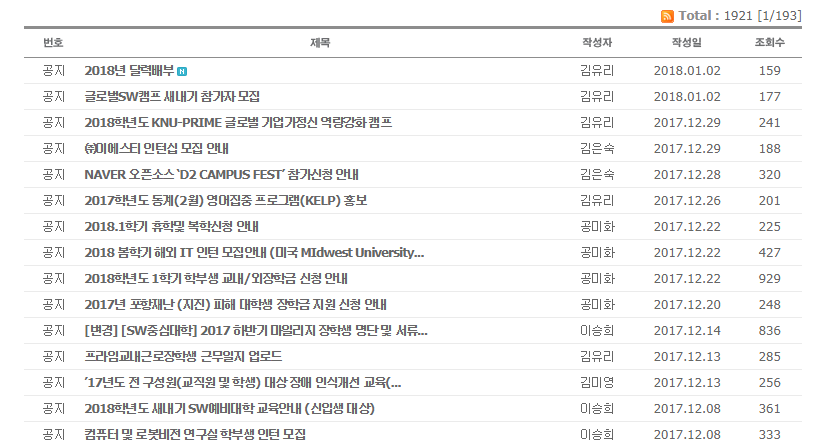 Total : 1921 [1/193]
번호 제목 작성자 작성일 조회수
공지 2018년 달력배부 N 김유리 2018.01.02 159
공지 글로벌SW캠프 새내기 참가자 모집 김유리 2018.01.02 177
공지 2018학년도 KNU-PRIME 글로벌 기업가정신 역량강화 캠프 김유리 2017.12.29 241
공지 ㈜이에스티 인턴십 모집 안내 김은숙 2017.12.29 188
공지 NAVER 오픈소스 'D2 CAMPUS FEST' 참가신청 안내 김은숙 2017.12.28 320
공지 2017학년도 동계(2월) 영어집중 프로그램(KELP) 홍보 김유리 2017.12.26 201
공지 2018.1학기 휴학및 복학신청 안내 공미화 2017.12.22 225
공지 2018 봄학기 해외 IT 인턴 모집안내 (미국 MIdwest University... 공미화 2017.12.22 427
공지 2018학년도 1학기 학부생 교내/외장학금 신청 안내 공미화 2017.12.22 929
공지 2017년 포항재난 (지진) 피해 대학생 장학금 지원 신청 안내 공미화 2017.12.20 248
공지 [변경] [SW중심대학] 2017 하반기 마일리지 장학생 명단 및 서류... 이승희 2017.12.14 836
공지 프라임교내근로장학생 근무일지 업로드 김유리 2017.12.13 285
공지 '17년도 전 구성원(교직원 및 학생) 대상 장애 인식개선 교육(... 김미영 2017.12.13 256
공지 2018학년도 새내기 SW예비대학 교육안내 (신입생 대상) 이승희 2017.12.08 361
공지 컴퓨터 및 로봇비전 연구실 학부생 인턴 모집 이승희 2017.12.08 333